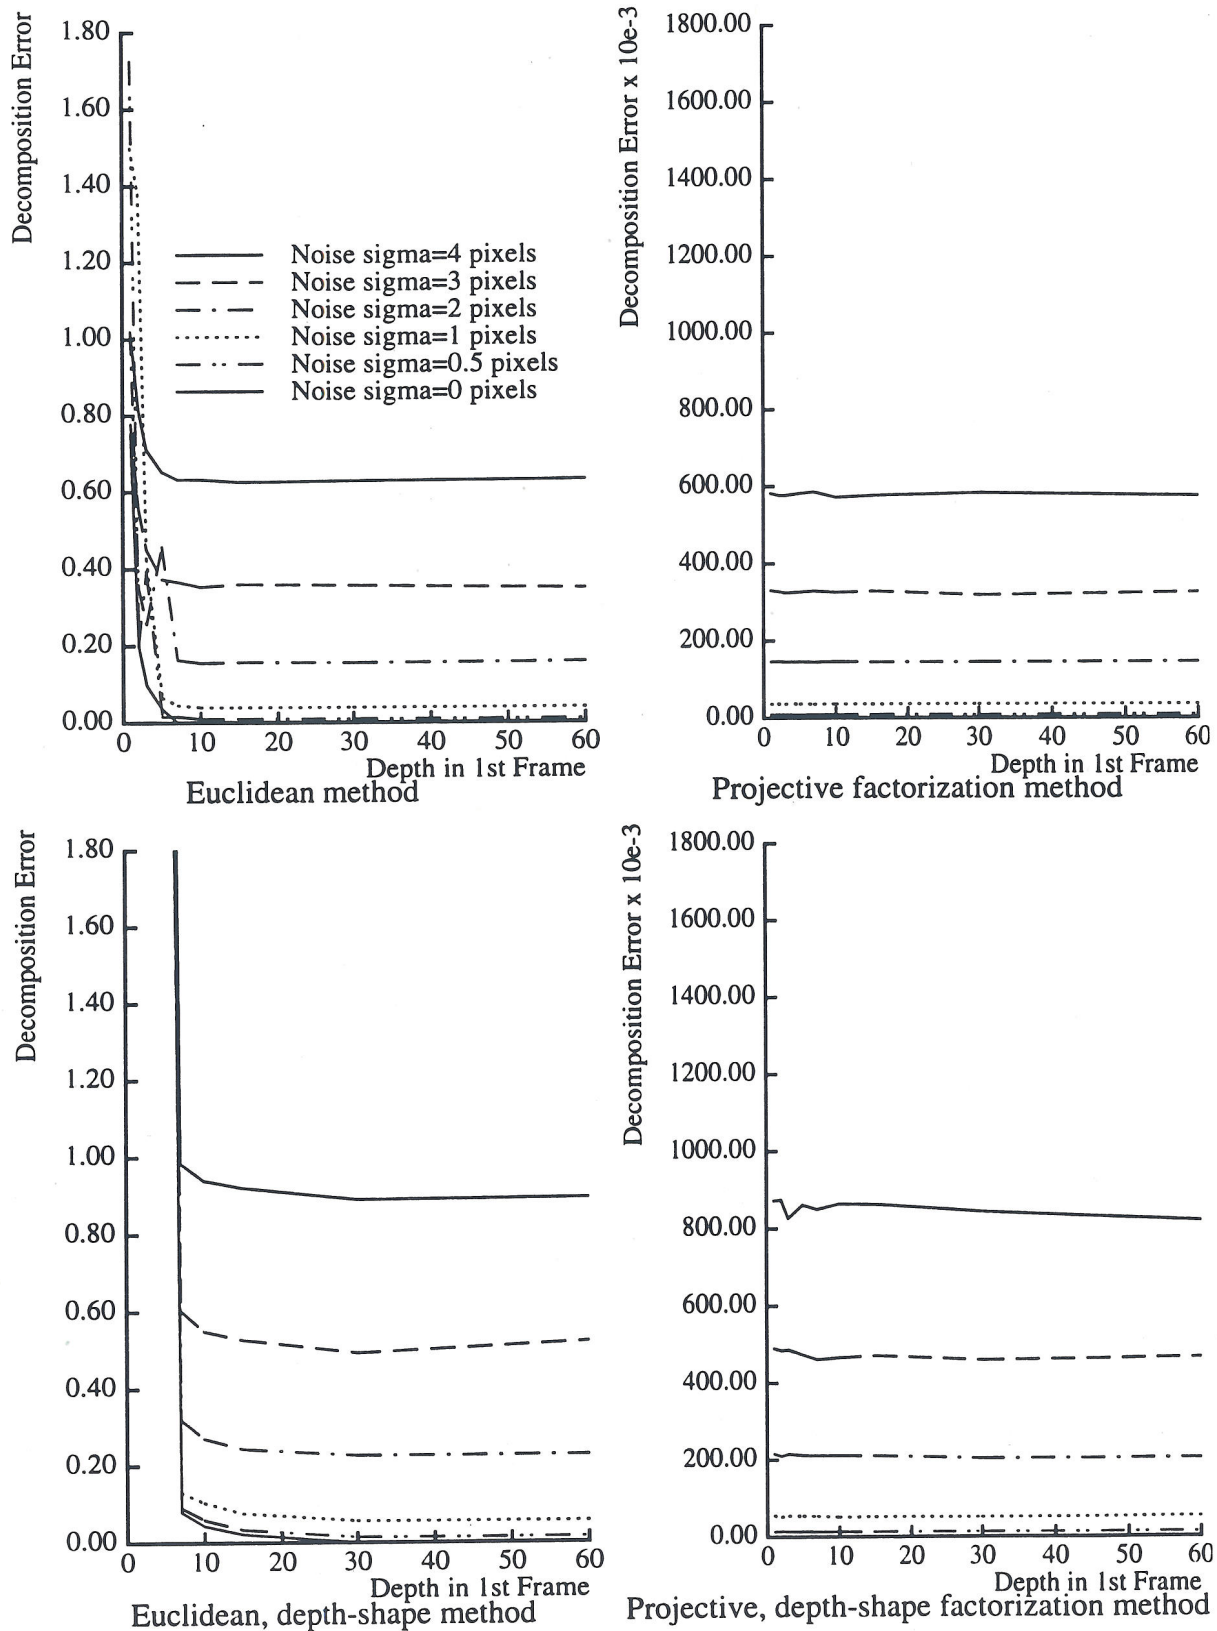 Decomposition Error
1.80
1.60
1.40
1.20
1.00
0.80
0.60
0.40
0.20
0.00
Noise sigma=4 pixels
Noise sigma=3 pixels
Noise sigma=2 pixels
Noise sigma=1 pixels
Noise sigma=0.5 pixels
Noise sigma=0 pixels
0 10 20 30 40 50 60
Depth in 1st Frame
Euclidean method
Decomposition Error x 10e-3
1800.00
1600.00
1400.00
1200.00
1000.00
800.00
600.00
400.00
200.00
0.00
0 10 20 30 40 50 60
Depth in 1st Frame
Projective factorization method
Decomposition Error
1.80
1.60
1.40
1.20
1.00
0.80
0.60
0.40
0.20
0.00
0 10 20 30 40 50 60
Depth in 1st Frame
Euclidean, depth-shape method
Decomposition Error x 10e-3
1800.00
1600.00
1400.00
1200.00
1000.00
800.00
600.00
400.00
200.00
0.00
0 10 20 30 40 50 60
Depth in 1st Frame
Projective, depth-shape factorization method